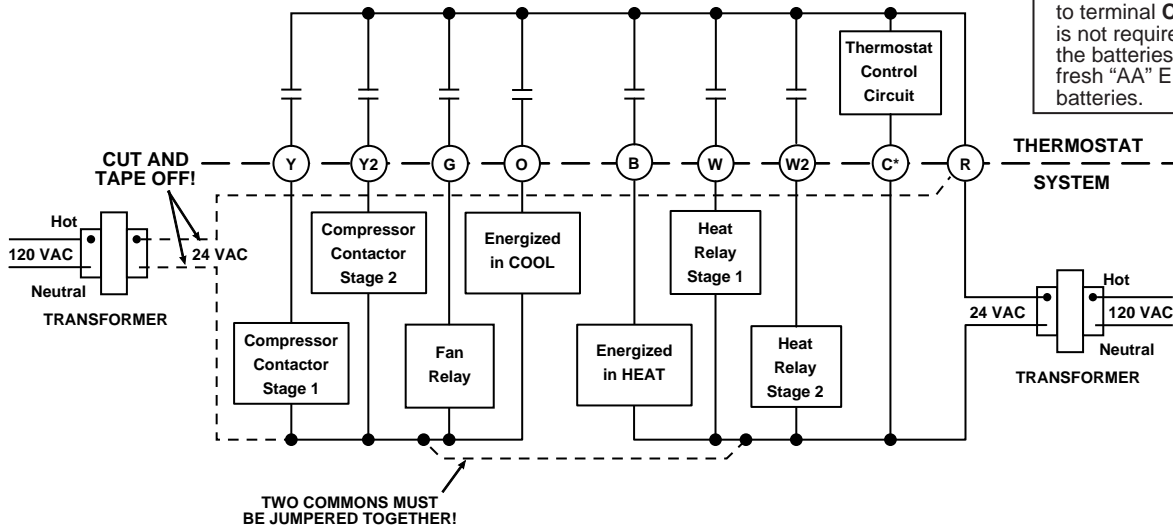 to terminal C
is not require
the batteries
fresh “AA” E
batteries.
Thermostat
Control
Circuit
CUT AND
TAPE OFF!
Y
Y2
G
O
B
W
W2
C*
R
THERMOSTAT
SYSTEM
Hot
120 VAC
24 VAC
Neutral
TRANSFORMER
Compressor
Contactor
Stage 2
Energized
in COOL
Heat
Relay
Stage 1
Compressor
Contactor
Stage 1
Fan
Relay
Energized
in HEAT
Heat
Relay
Stage 2
Hot
24 VAC
120 VAC
Neutral
TRANSFORMER
TWO COMMONS MUST
BE JUMPERED TOGETHER!